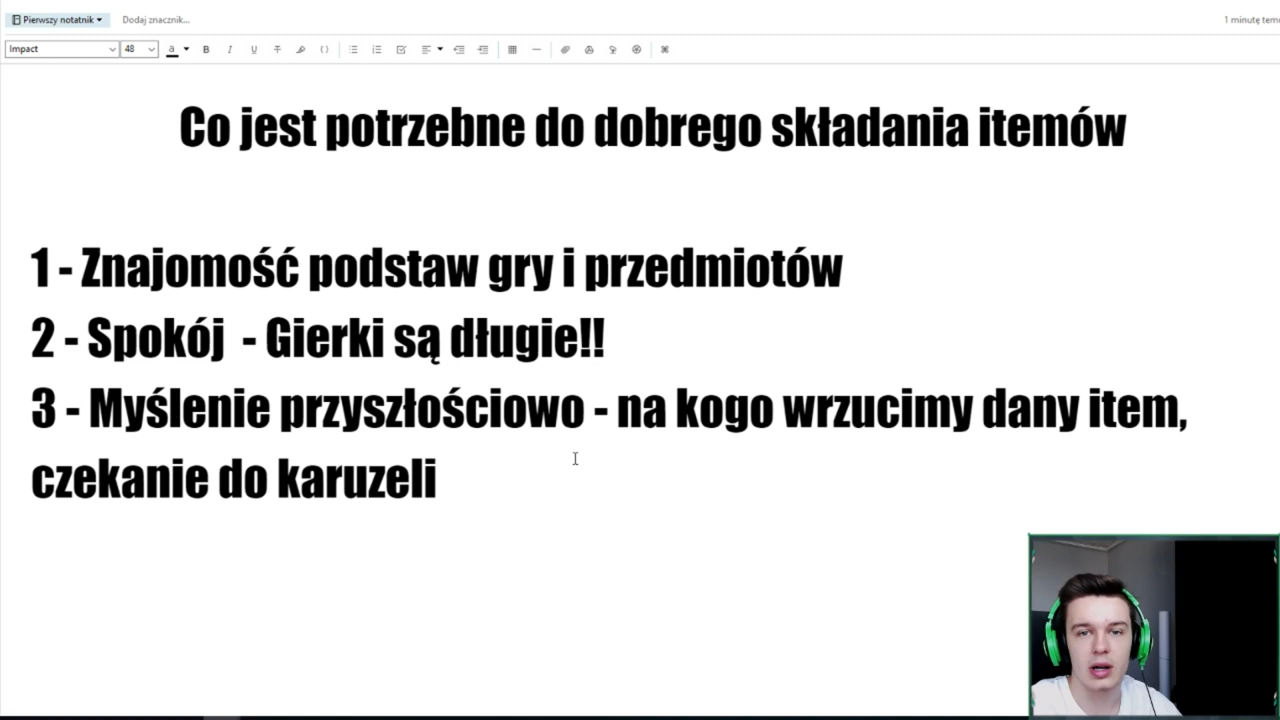 Pierwszy notatnik
Dodaj znacznik...
1 minutę temu
Impact
48
Co jest potrzebne do dobrego składania itemów
1 - Znajomość podstaw gry i przedmiotów
2 - Spokój - Gierki są długie!!
3 - Myślenie przyszłościowo - na kogo wrzucimy dany item,
czekanie do karuzeli